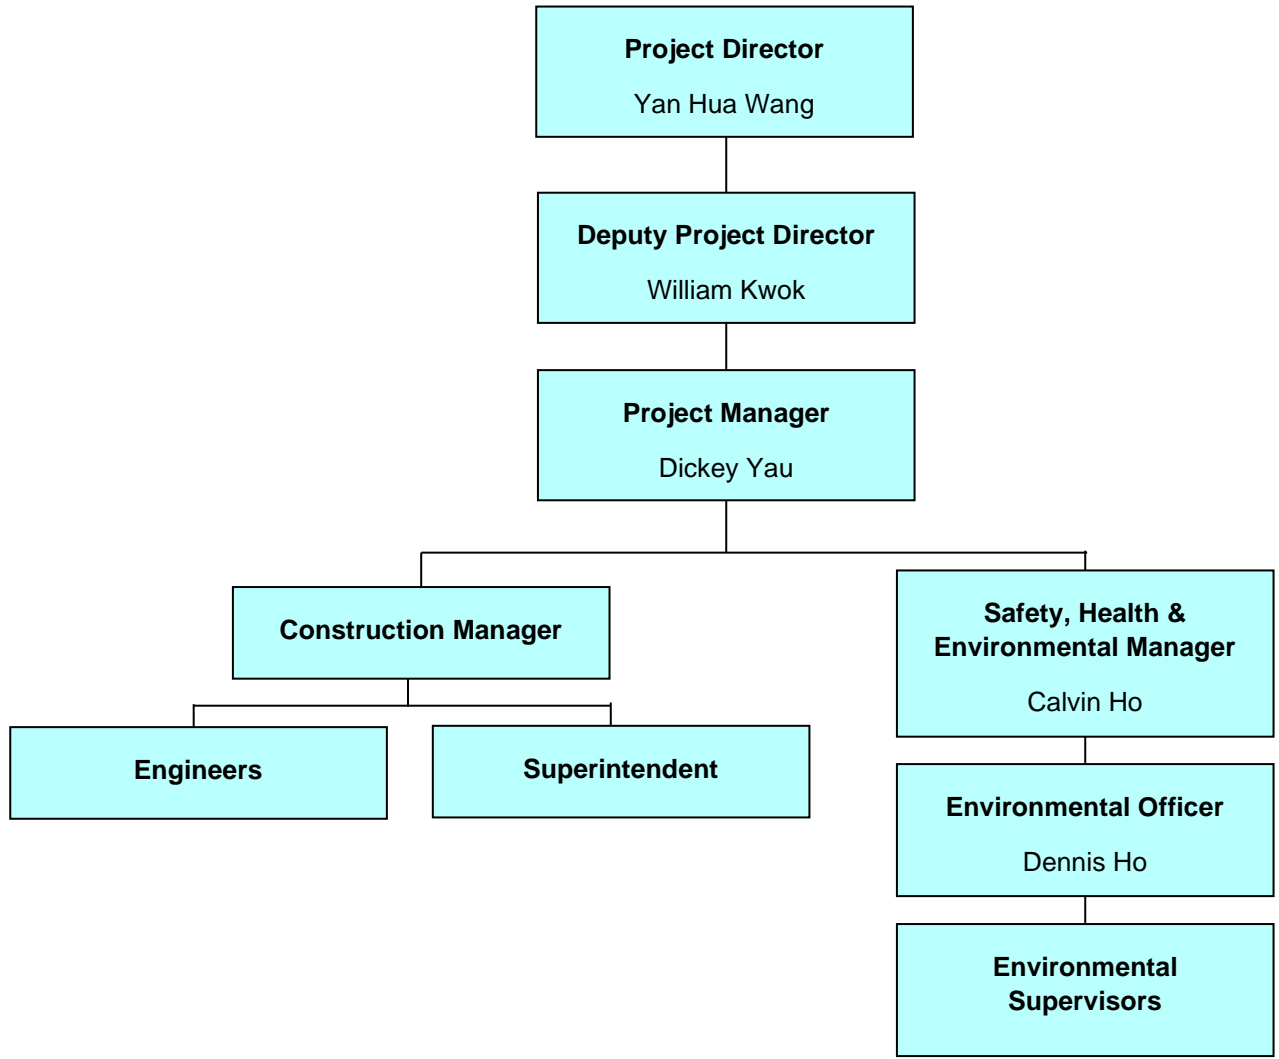 Project Director
Yan Hua Wang
Deputy Project Director
William Kwok
Project Manager
Dickey Yau
Construction Manager
Safety, Health &
Environmental Manager
Calvin Ho
Engineers
Superintendent
Environmental Officer
Dennis Ho
Environmental
Supervisors